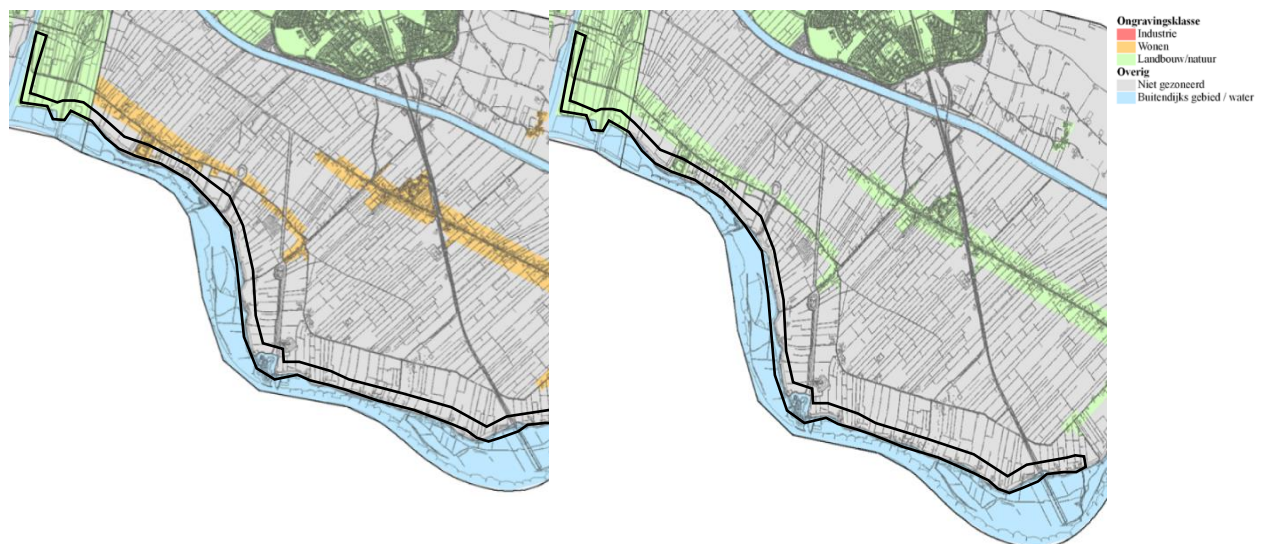 Ongravingsklasse
Industrie
Wonen
Landbouw/natuur
Overig
Niet gezoneerd
Buitendijks gebied / water